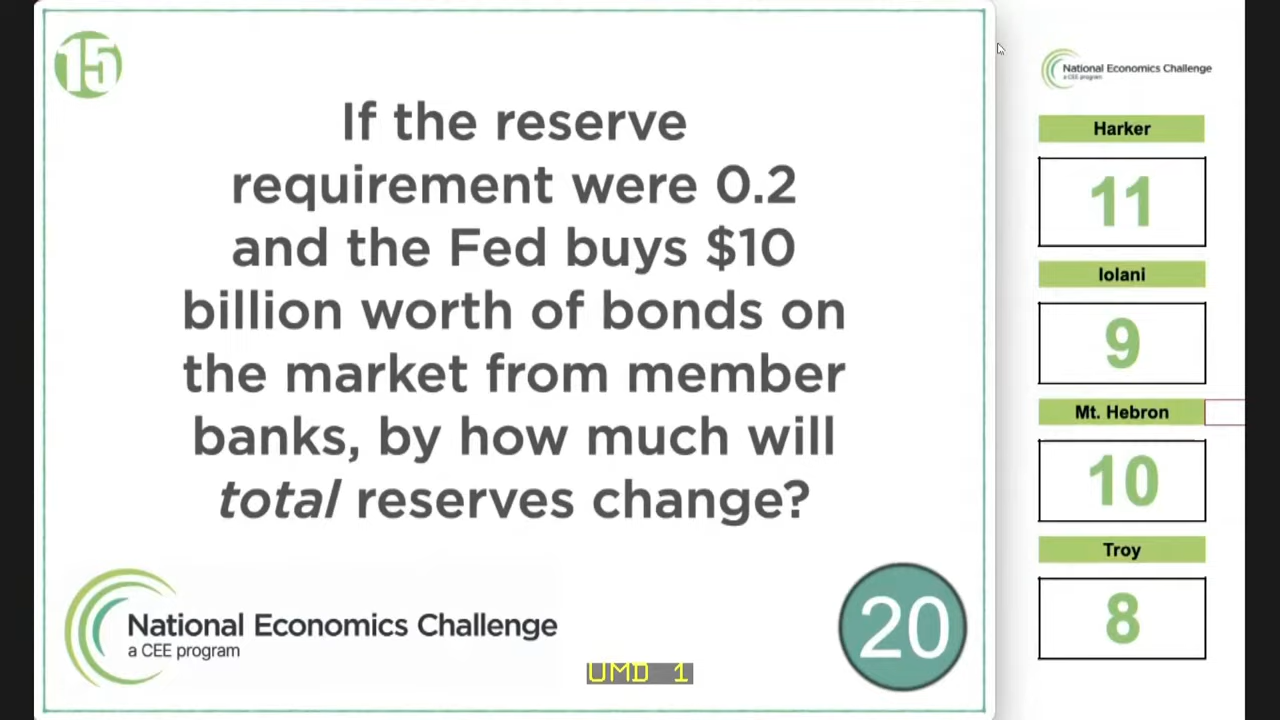 15
If the reserve
requirement were 0.2
and the Fed buys $10
billion worth of bonds on
the market from member
banks, by how much will
total reserves change?
National Economics Challenge
a CEE program
20
UMD 1
National Economics Challenge
a CEE program
Harker
11
Iolani
9
Mt. Hebron
10
Troy
8